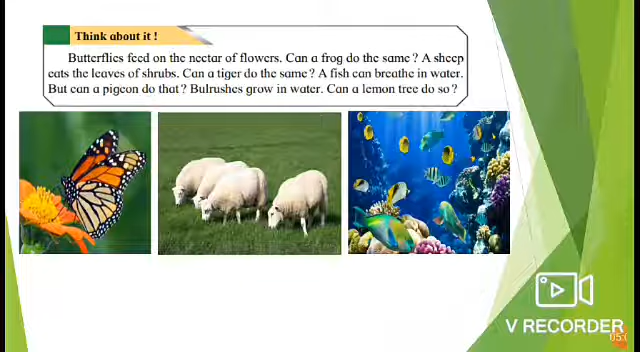 Think about it !
Butterflies feed on the nectar of flowers. Can a frog do the same ? A sheep
eats the leaves of shrubs. Can a tiger do the same ? A fish can breathe in water.
But can a pigeon do that ? Bulrushes grow in water. Can a lemon tree do so ?
V RECORDER